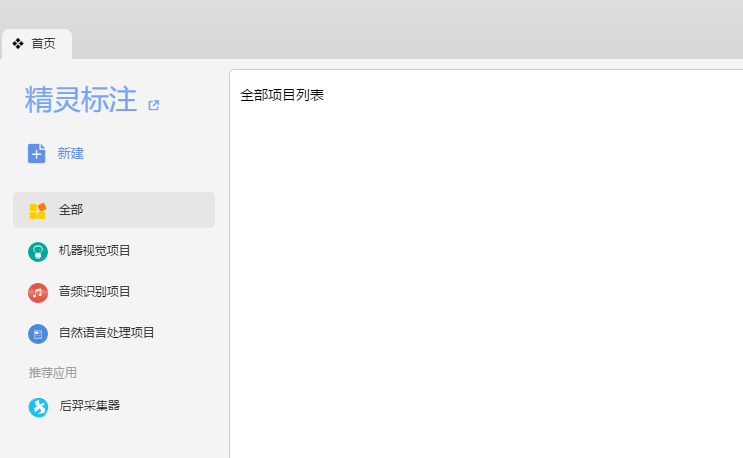 首页
精灵标注
新建
全部
机器视觉项目
音频识别项目
自然语言处理项目
推荐应用
后羿采集器
全部项目列表